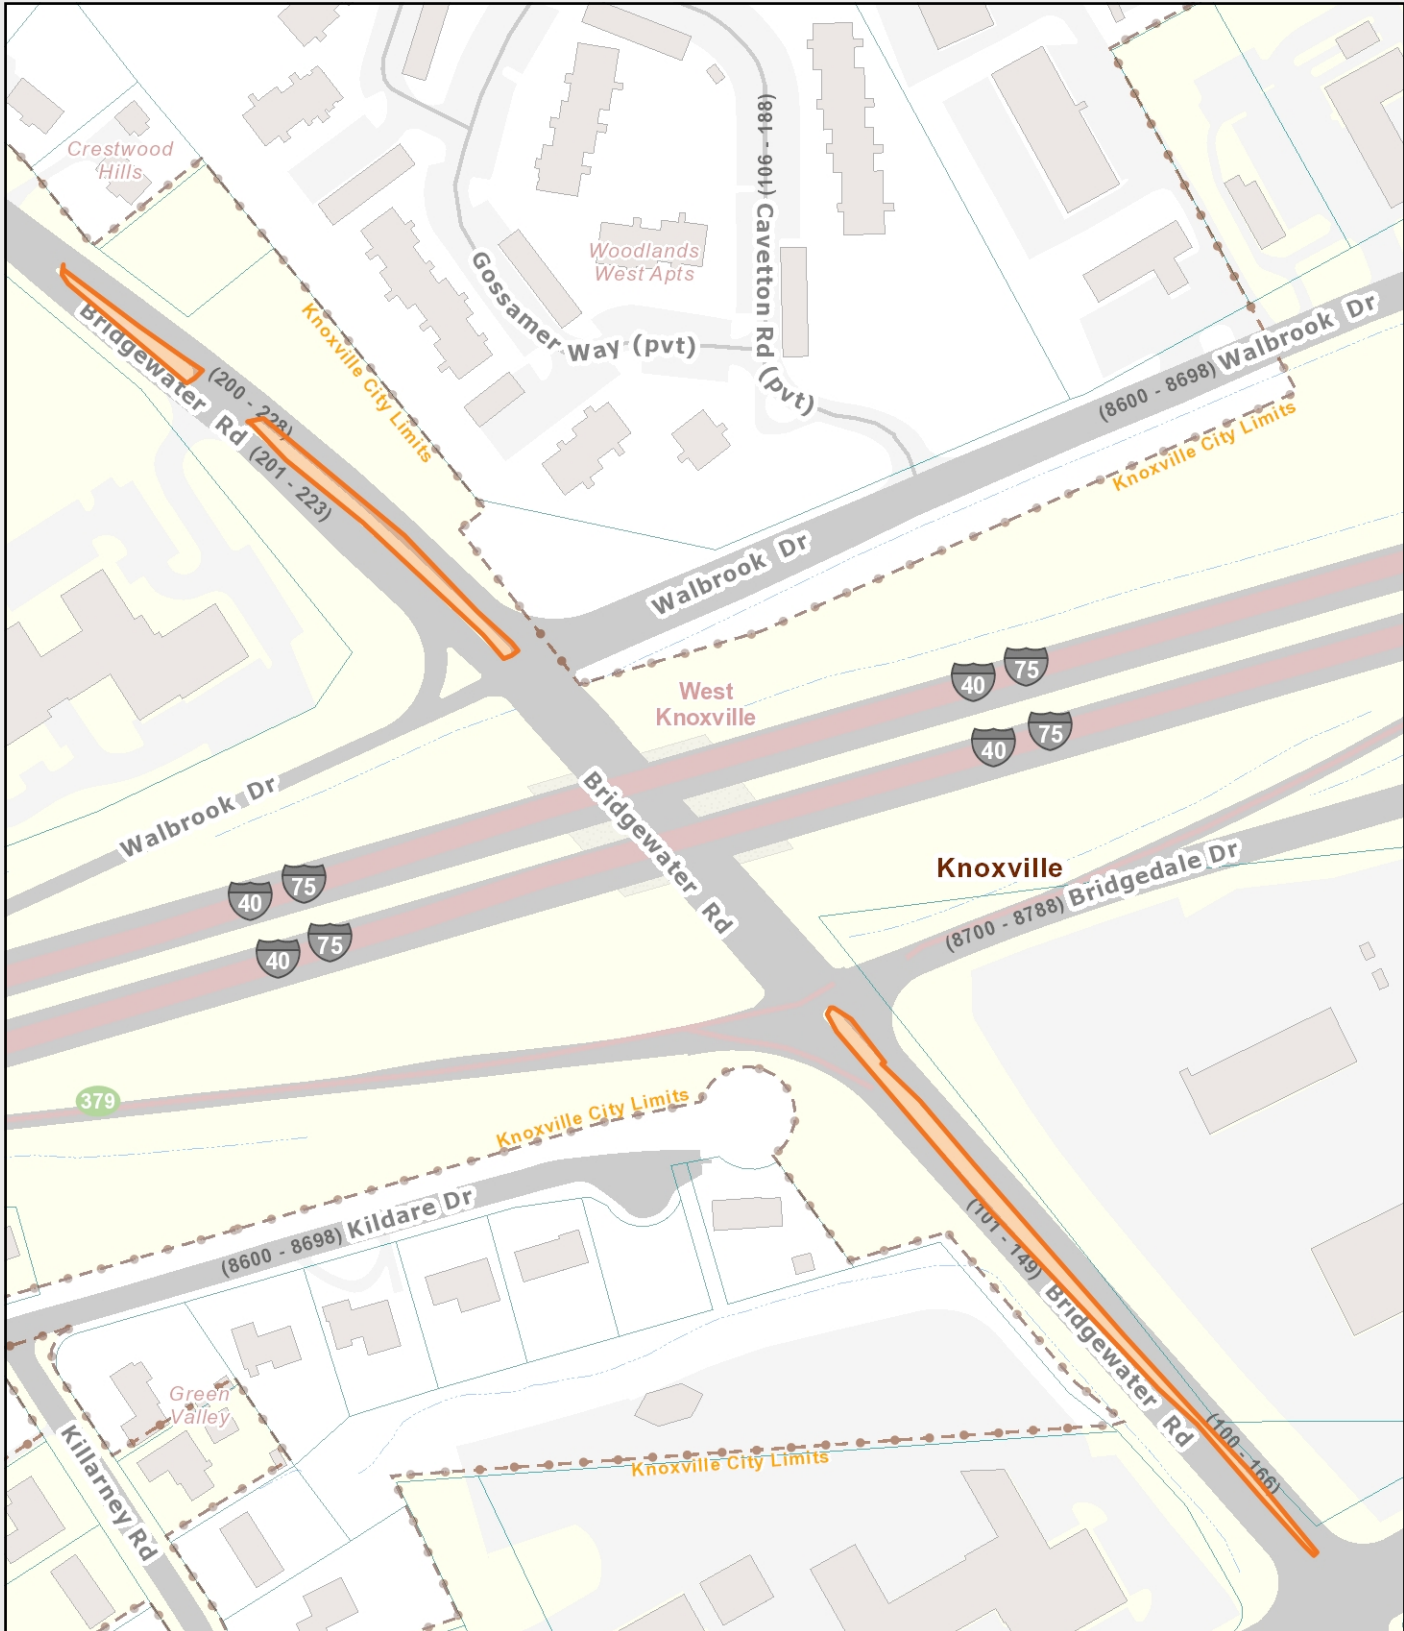 Crestwood
Hills
(106 - 188) Cavetton Rd (pvt)
Woodlands
West Apts
Gossamer Way (pvt)
Knoxville City Limits
Bridgewater Rd
(200 - 228)
(201 - 223)
(8600 - 8698) Walbrook Dr
Knoxville City Limits
Walbrook Dr
West
Knoxville
40
75
40
75
Bridgewater Rd
Walbrook Dr
40
75
40
75
Knoxville
(8700 - 8788) Bridgedale Dr
379
Knoxville City Limits
(8600 - 8698) Kildare Dr
(101 - 149) Bridgewater Rd
(100 - 166)
Green
Valley
Killarney Rd
Knoxville City Limits